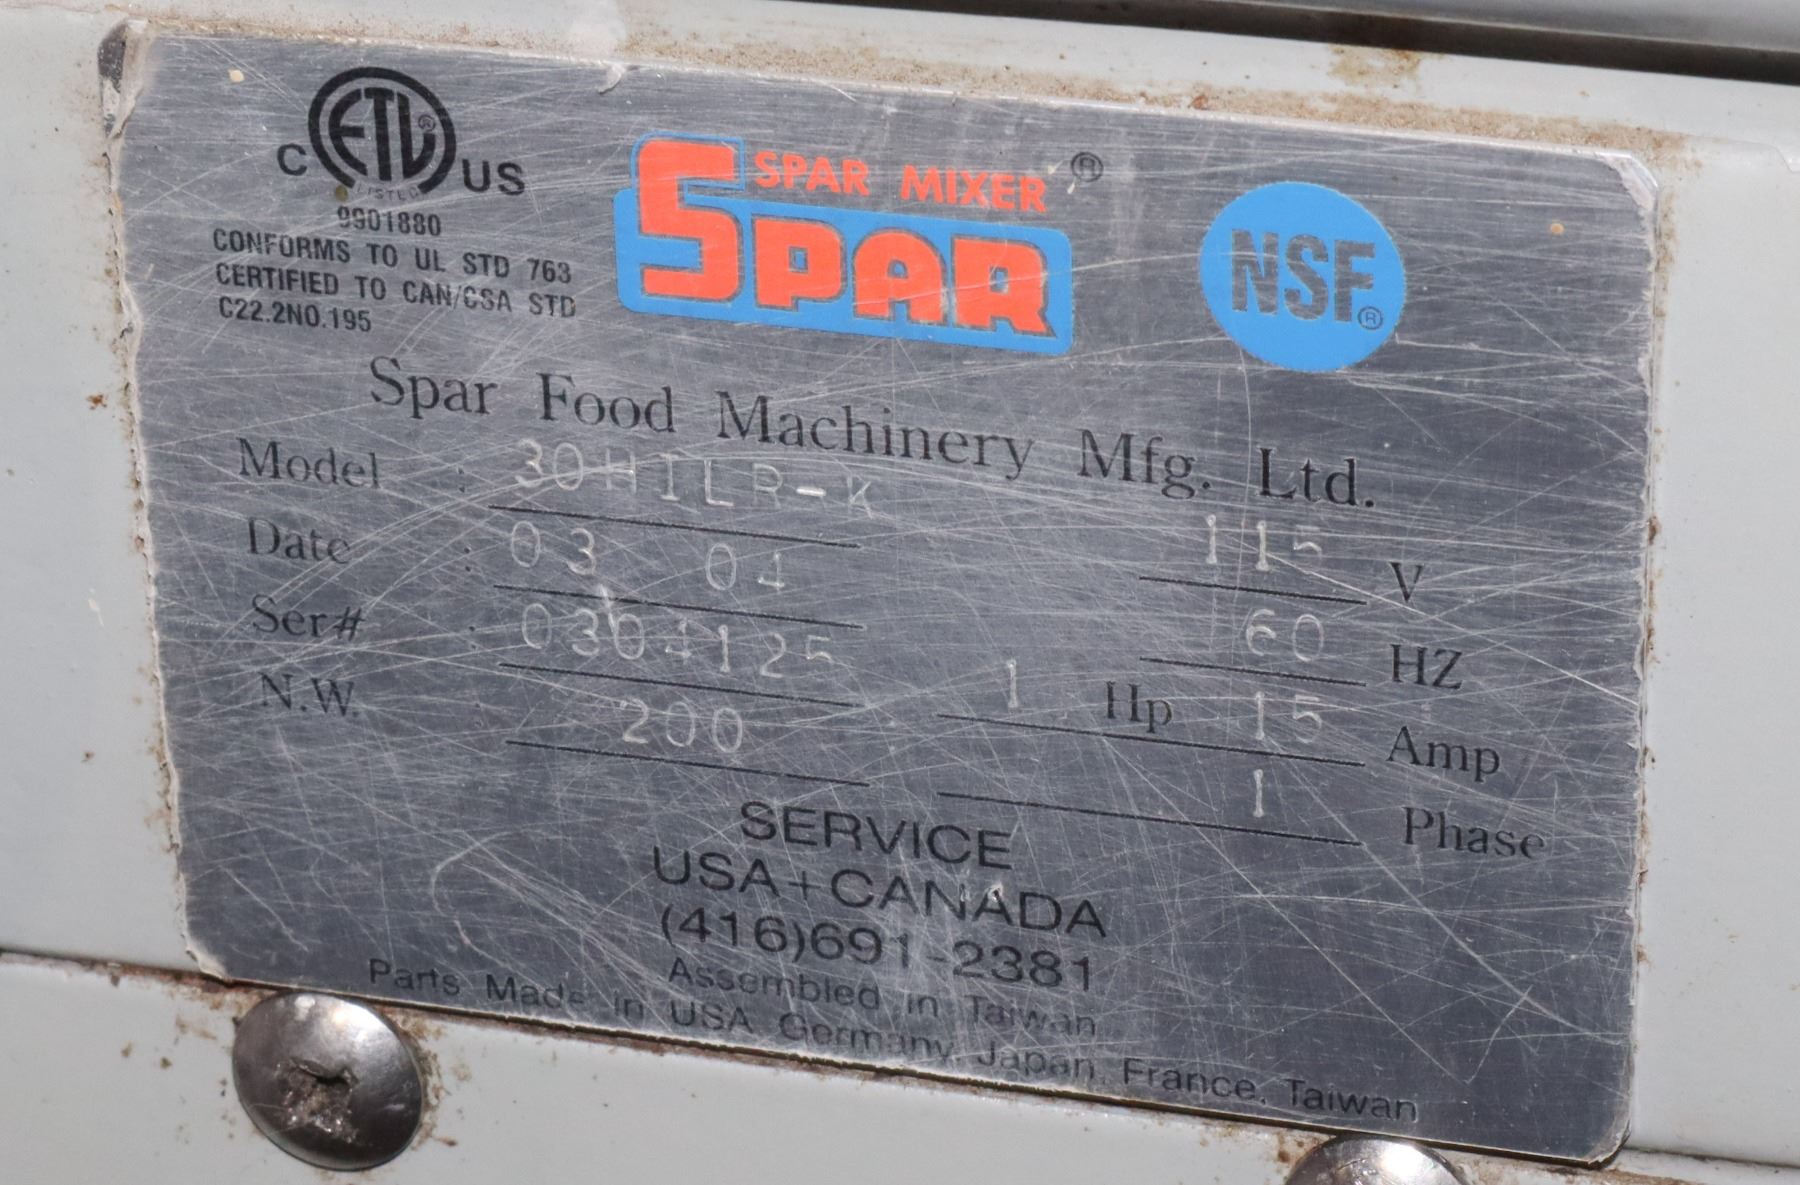 ETL®
C US
LISTED
9901880
CONFORMS TO UL STD 763
CERTIFIED TO CAN/CSA STD
C22.2NO.195
SPAR MIXER ®
SPAR
NSF®
Spar Food Machinery Mfg. Ltd.
Model : 30HILR-K
115 V
Date : 03 04
60 HZ
Ser# : 0304125
1 Hp 15 Amp
N.W. : 200
1 Phase
SERVICE
USA+CANADA
(416)691-2381
Assembled in Taiwan
Parts Made in USA Germany, Japan, France, Taiwan